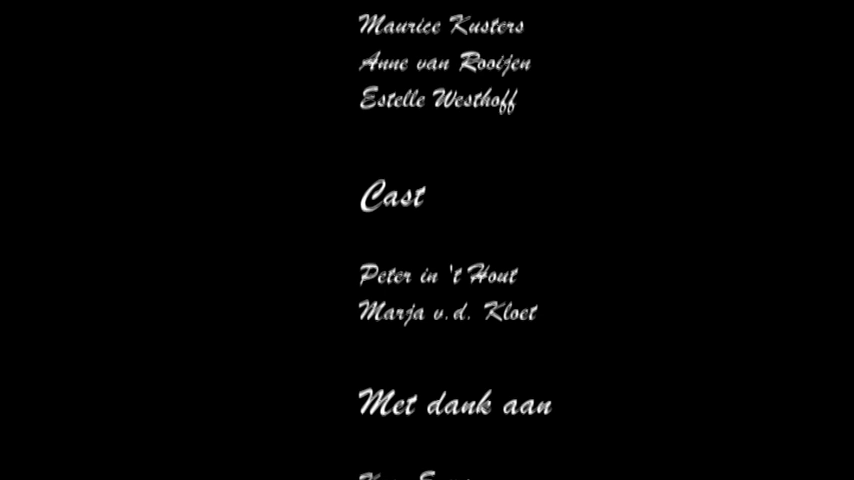 Maurice Kusters
Anne van Rooijen
Estelle Westhoff
Cast
Peter in 't Hout
Marja v.d. Kloet
Met dank aan